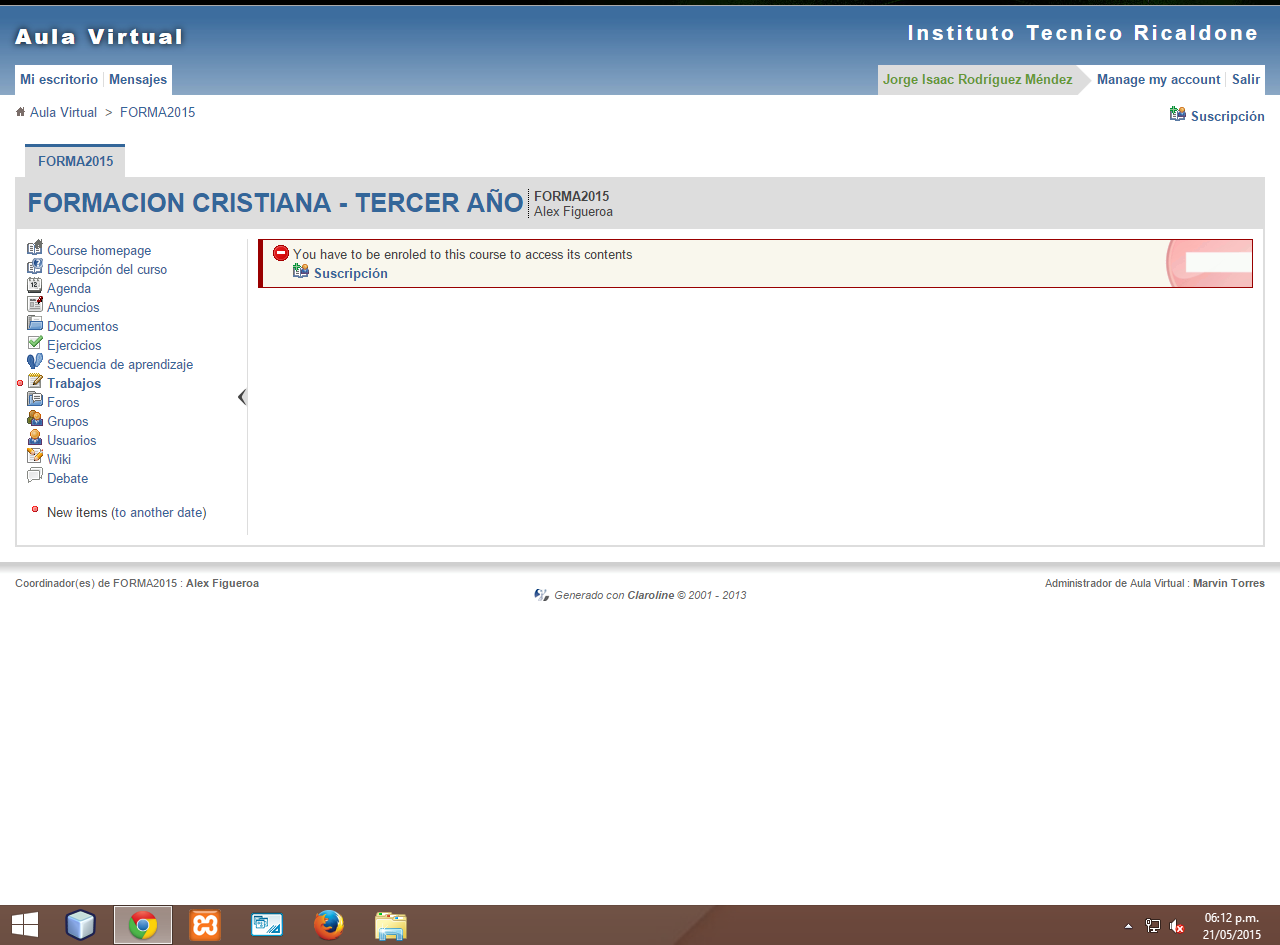 Aula Virtual
Instituto Tecnico Ricaldone
Mi escritorio Mensajes
Jorge Isaac Rodríguez Méndez Manage my account Salir
Aula Virtual > FORMA2015
Suscripción
FORMA2015
FORMACION CRISTIANA - TERCER AÑO
FORMA2015
Alex Figueroa
Course homepage
Descripción del curso
Agenda
Anuncios
Documentos
Ejercicios
Secuencia de aprendizaje
Trabajos
Foros
Grupos
Usuarios
Wiki
Debate
New items (to another date)
You have to be enroled to this course to access its contents
Suscripción
Coordinador(es) de FORMA2015 : Alex Figueroa
Generado con Claroline © 2001 - 2013
Administrador de Aula Virtual : Marvin Torres
06:12 p.m.
21/05/2015